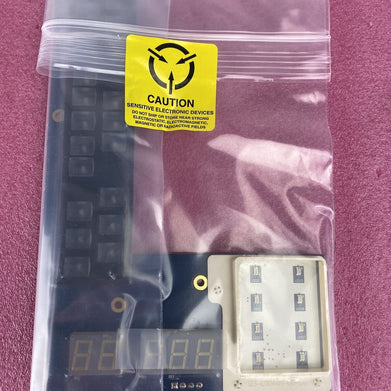 CAUTION
SENSITIVE ELECTRONIC DEVICES
DO NOT SHIP OR STORE NEAR STRONG
ELECTROSTATIC, ELECTROMAGNETIC,
MAGNETIC OR RADIOACTIVE FIELDS